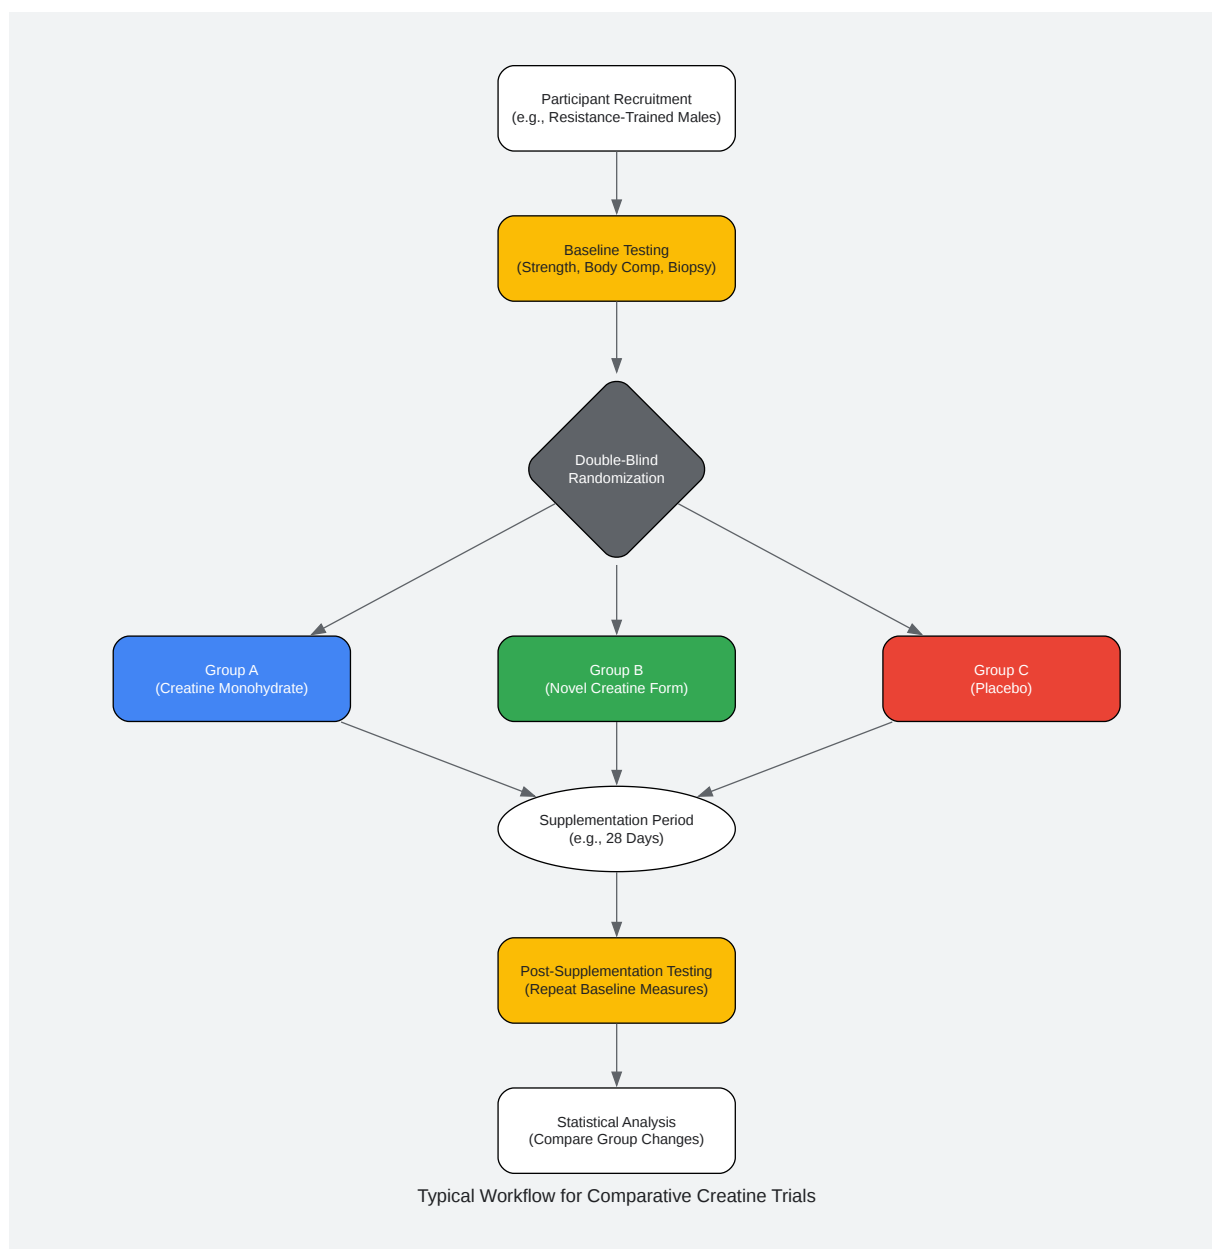 Participant Recruitment
(e.g., Resistance-Trained Males)
Baseline Testing
(Strength, Body Comp, Biopsy)
Double-Blind
Randomization
Group A
(Creatine Monohydrate)
Group B
(Novel Creatine Form)
Group C
(Placebo)
Supplementation Period
(e.g., 28 Days)
Post-Supplementation Testing
(Repeat Baseline Measures)
Statistical Analysis
(Compare Group Changes)
Typical Workflow for Comparative Creatine Trials